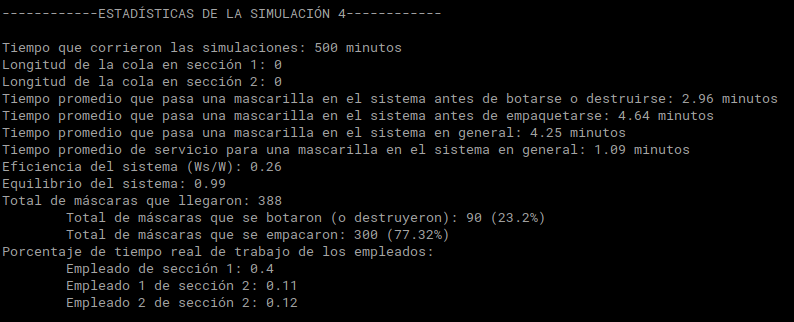 ------------ESTADÍSTICAS DE LA SIMULACIÓN 4------------
Tiempo que corrieron las simulaciones: 500 minutos
Longitud de la cola en sección 1: 0
Longitud de la cola en sección 2: 0
Tiempo promedio que pasa una mascarilla en el sistema antes de botarse o destruirse: 2.96 minutos
Tiempo promedio que pasa una mascarilla en el sistema antes de empaquetarse: 4.64 minutos
Tiempo promedio que pasa una mascarilla en el sistema en general: 4.25 minutos
Tiempo promedio de servicio para una mascarilla en el sistema en general: 1.09 minutos
Eficiencia del sistema (Ws/W): 0.26
Equilibrio del sistema: 0.99
Total de máscaras que llegaron: 388
Total de máscaras que se botaron (o destruyeron): 90 (23.2%)
Total de máscaras que se empacaron: 300 (77.32%)
Porcentaje de tiempo real de trabajo de los empleados:
Empleado de sección 1: 0.4
Empleado 1 de sección 2: 0.11
Empleado 2 de sección 2: 0.12